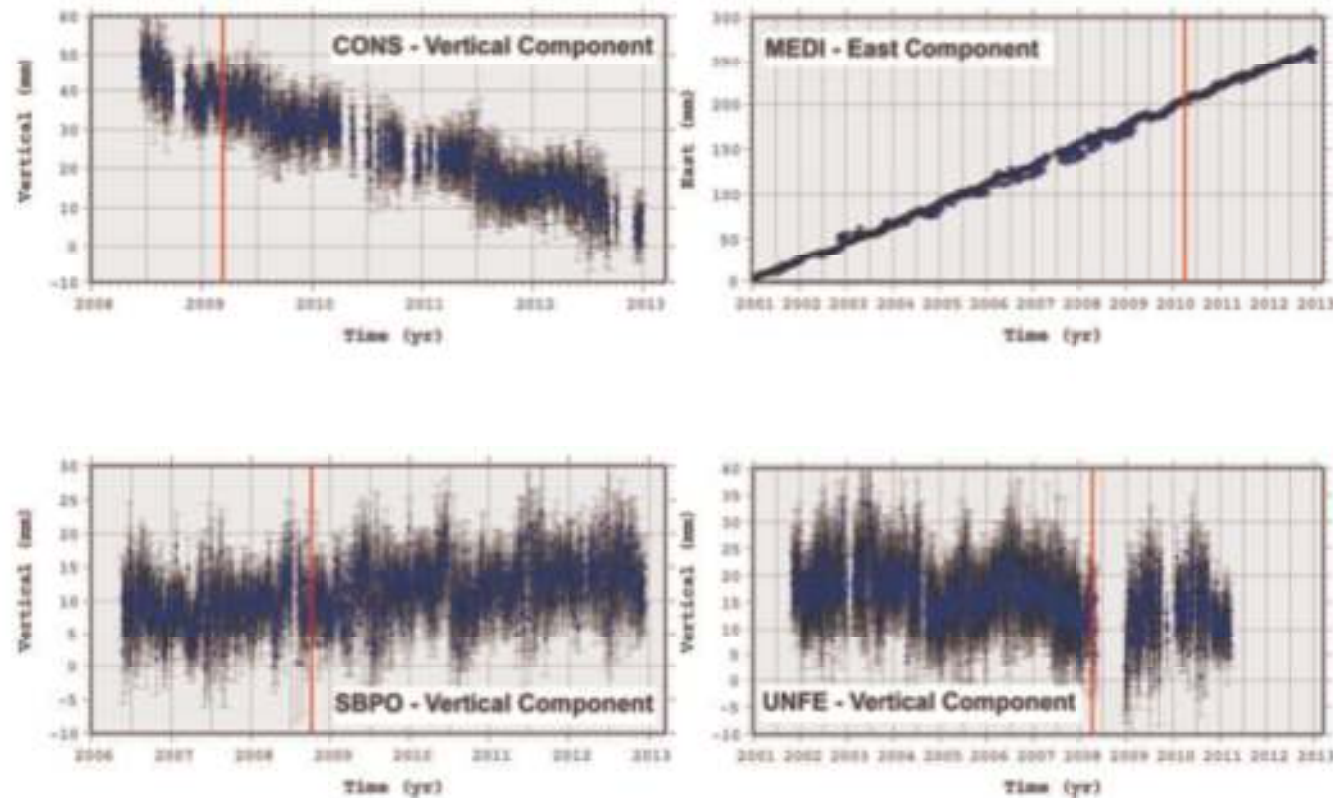 CONS - Vertical Component
Vertical (mm)
60
50
40
30
20
10
0
-10
2008 2009 2010 2011 2012 2013
Time (yr)
MEDI - East Component
East (mm)
300
250
200
150
100
50
0
2001 2002 2003 2004 2005 2006 2007 2008 2009 2010 2011 2012 2013
Time (yr)
SBPO - Vertical Component
Vertical (mm)
30
25
20
15
10
5
0
-5
-10
2006 2007 2008 2009 2010 2011 2012 2013
Time (yr)
UNFE - Vertical Component
Vertical (mm)
40
35
30
25
20
15
10
5
0
-5
-10
2001 2002 2003 2004 2005 2006 2007 2008 2009 2010 2011 2012 2013
Time (yr)